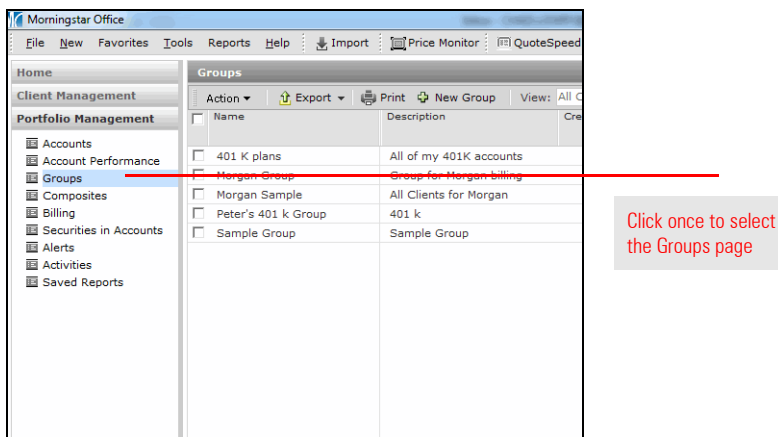 Morningstar Office
File New Favorites Tools Reports Help Import Price Monitor QuoteSpeed
Home
Client Management
Portfolio Management
Accounts
Account Performance
Groups
Composites
Billing
Securities in Accounts
Alerts
Activities
Saved Reports
Groups
Action Export Print New Group View: All C
Name Description Cre
401 K plans All of my 401K accounts
Morgan Group Group for Morgan billing
Morgan Sample All Clients for Morgan
Peter's 401 k Group 401 k
Sample Group Sample Group
Click once to select
the Groups page